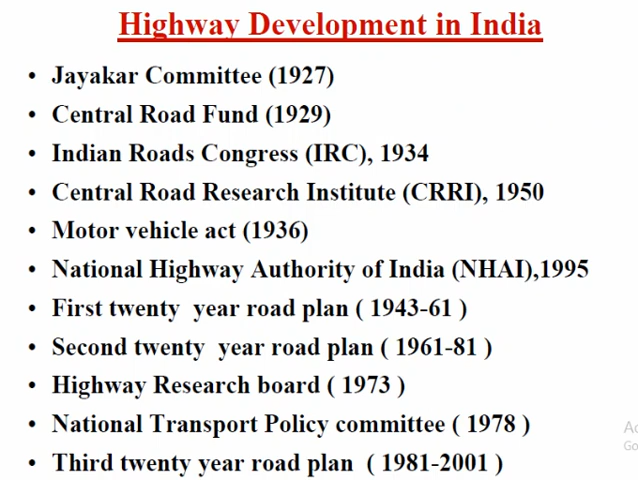 Highway Development in India
• Jayakar Committee (1927)
• Central Road Fund (1929)
• Indian Roads Congress (IRC), 1934
• Central Road Research Institute (CRRI), 1950
• Motor vehicle act (1936)
• National Highway Authority of India (NHAI),1995
• First twenty year road plan ( 1943-61 )
• Second twenty year road plan ( 1961-81 )
• Highway Research board ( 1973 )
• National Transport Policy committee ( 1978 )
• Third twenty year road plan ( 1981-2001 )